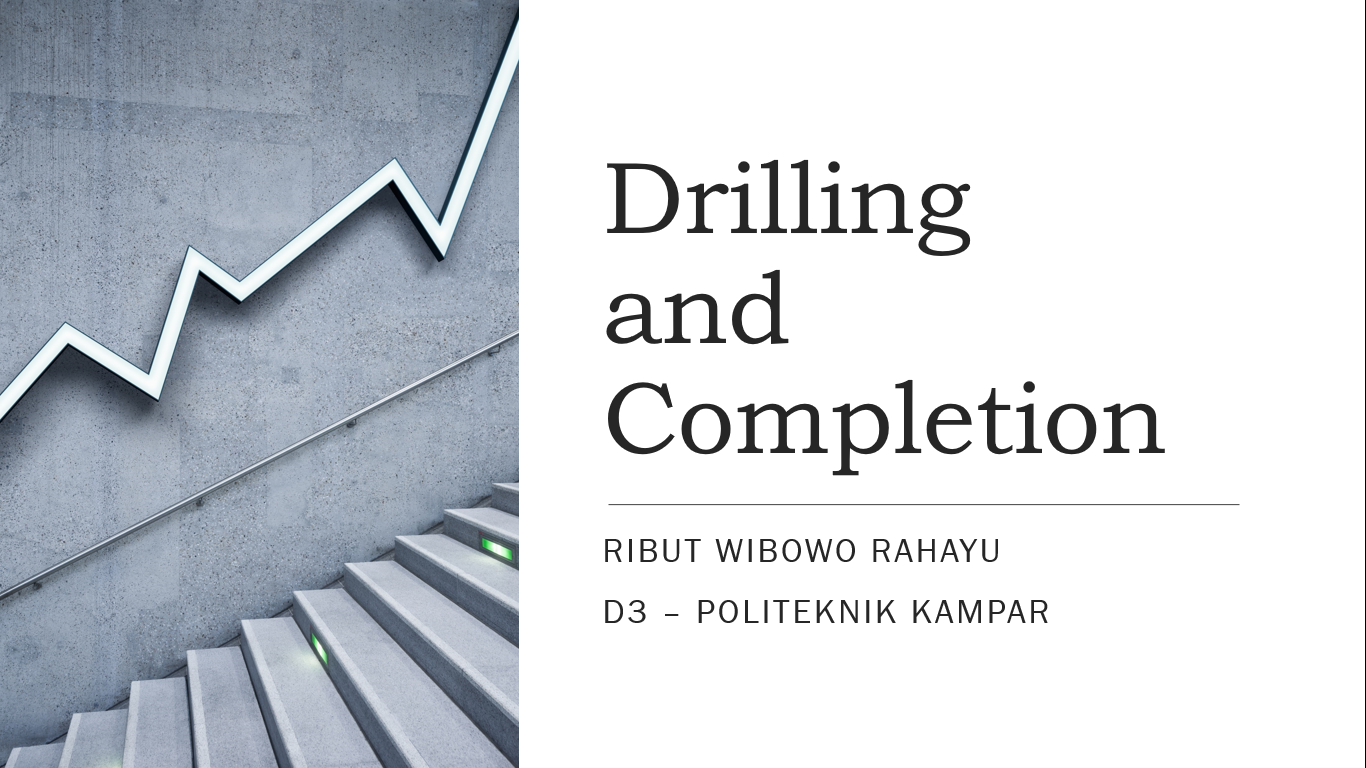 Drilling
and
Completion
RIBUT WIBOWO RAHAYU
D3 – POLITEKNIK KAMPAR